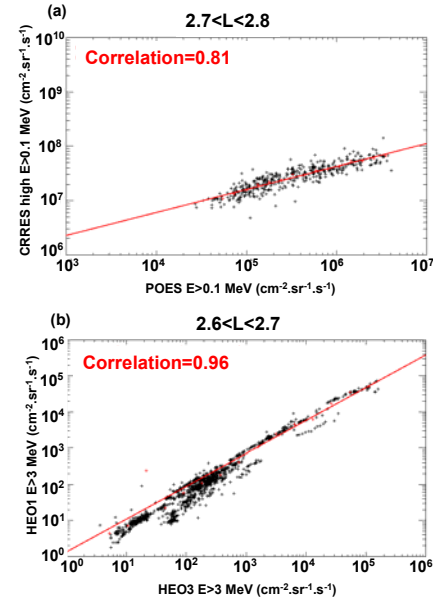 2.7<L<2.8
(a)
Correlation=0.81
CRRES high E>0.1 MeV (cm⁻².sr⁻¹.s⁻¹)
10¹⁰
10⁹
10⁸
10⁷
10⁶
10³ 10⁴ 10⁵ 10⁶ 10⁷
POES E>0.1 MeV (cm⁻².sr⁻¹.s⁻¹)
(b)
2.6<L<2.7
Correlation=0.96
HEO1 E>3 MeV (cm⁻².sr⁻¹.s⁻¹)
10⁶
10⁵
10⁴
10³
10²
10¹
10⁰
10⁰ 10¹ 10² 10³ 10⁴ 10⁵ 10⁶
HEO3 E>3 MeV (cm⁻².sr⁻¹.s⁻¹)